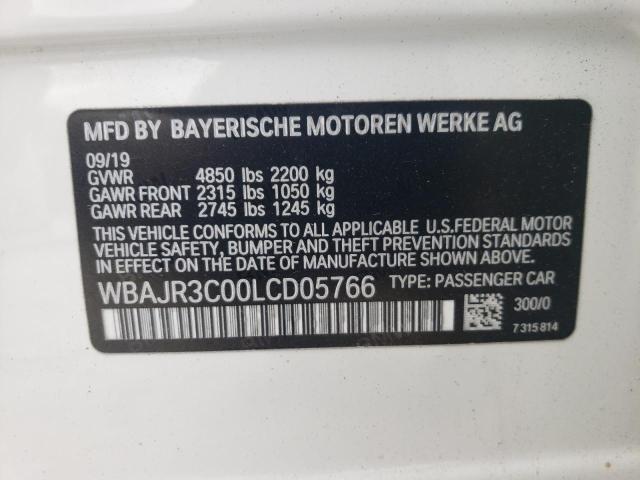 MFD BY BAYERISCHE MOTOREN WERKE AG
09/19
GVWR 4850 lbs 2200 kg
GAWR FRONT 2315 lbs 1050 kg
GAWR REAR 2745 lbs 1245 kg
THIS VEHICLE CONFORMS TO ALL APPLICABLE U.S.FEDERAL MOTOR
VEHICLE SAFETY, BUMPER AND THEFT PREVENTION STANDARDS
IN EFFECT ON THE DATE OF MANUFACTURE SHOWN ABOVE.
WBAJR3C00LCD05766 TYPE: PASSENGER CAR
300/0
7315814